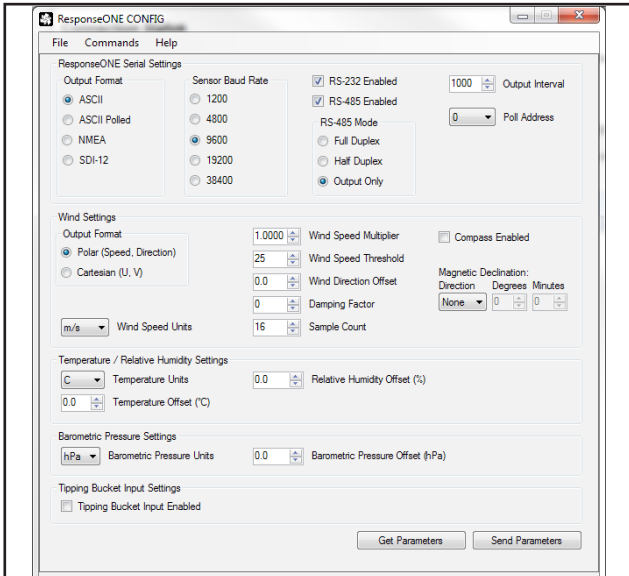 ResponseONE CONFIG
File Commands Help
ResponseONE Serial Settings
Output Format
ASCII
ASCII Polled
NMEA
SDI-12
Sensor Baud Rate
1200
4800
9600
19200
38400
RS-232 Enabled
RS-485 Enabled
RS-485 Mode
Full Duplex
Half Duplex
Output Only
1000 Output Interval
0 Poll Address
Wind Settings
Output Format
Polar (Speed, Direction)
Cartesian (U, V)
m/s Wind Speed Units
1.0000 Wind Speed Multiplier
25 Wind Speed Threshold
0.0 Wind Direction Offset
0 Damping Factor
16 Sample Count
Compass Enabled
Magnetic Declination:
Direction Degrees Minutes
None 0 0
Temperature / Relative Humidity Settings
C Temperature Units
0.0 Relative Humidity Offset (%)
0.0 Temperature Offset (°C)
Barometric Pressure Settings
hPa Barometric Pressure Units
0.0 Barometric Pressure Offset (hPa)
Tipping Bucket Input Settings
Tipping Bucket Input Enabled
Get Parameters Send Parameters